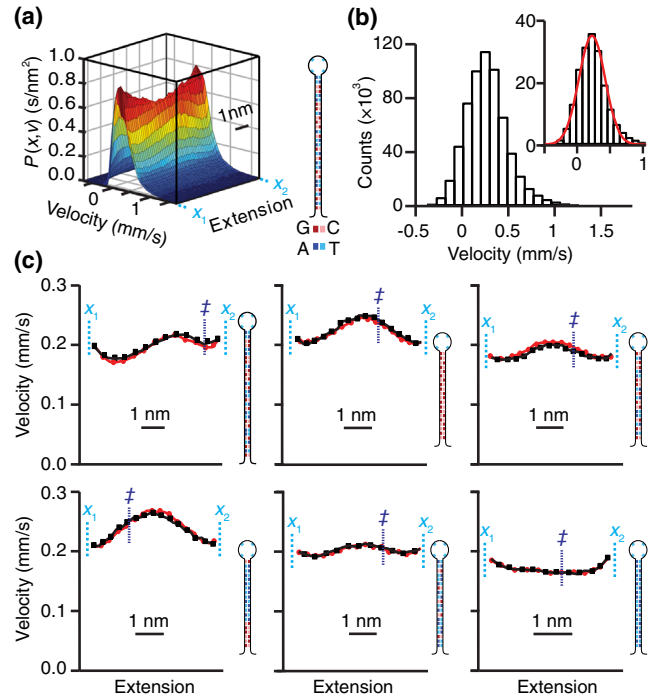 (a)
P(x,v) (s/nm²)
1.0
0.8
0.6
0.4
0.2
0.0
0
1
Velocity (mm/s)
x₁
Extension
x₂
1nm
G C
A T
(b)
Counts (×10³)
120
80
40
0
-0.5 0 0.5 1 1.5
Velocity (mm/s)
40
20
0
0 1
(c)
Velocity (mm/s)
0.3
0.2
0.1
0.0
x₁ ‡ x₂
1 nm
x₁ ‡ x₂
1 nm
x₁ ‡ x₂
1 nm
Velocity (mm/s)
0.3
0.2
0.1
0.0
x₁ ‡ x₂
1 nm
x₁ ‡ x₂
1 nm
x₁ ‡ x₂
1 nm
Extension Extension Extension